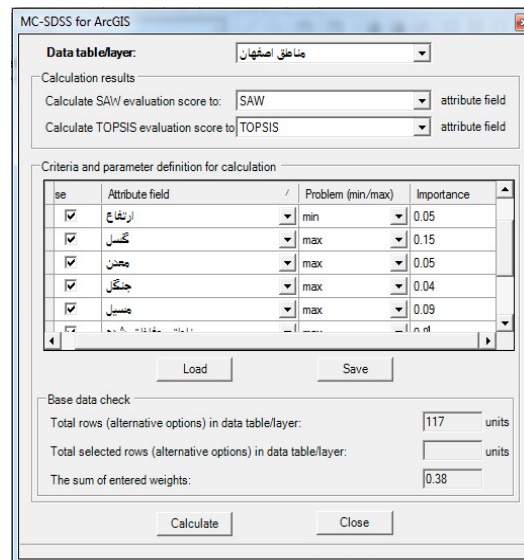 MC-SDSS for ArcGIS
Data table/layer: مناطق اصفهان
Calculation results
Calculate SAW evaluation score to: SAW attribute field
Calculate TOPSIS evaluation score to TOPSIS attribute field
Criteria and parameter definition for calculation
se Attribute field / Problem (min/max) Importance
ارتفاع min 0.05
گسل max 0.15
معدن max 0.05
جنگل max 0.04
مسیل max 0.09
Load Save
Base data check
Total rows (alternative options) in data table/layer: 117 units
Total selected rows (alternative options) in data table/layer: units
The sum of entered weights: 0.38
Calculate Close